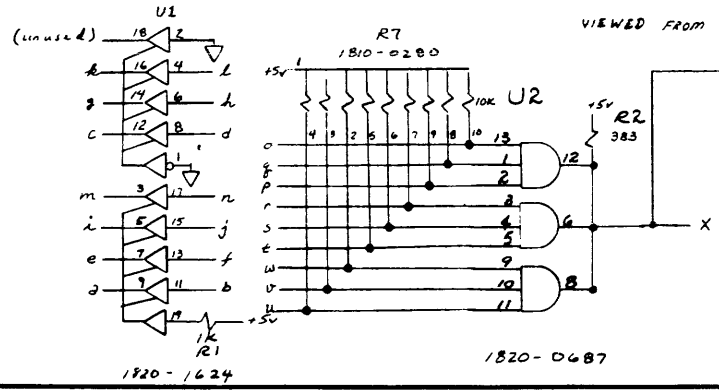 U1
R7
VIEWED FROM
(unused) 18 2
1810-0280
k 16 4 l
+5v 1
g 14 6 h
10K
U2
+5v
R2
383
c 12 8 d
4 3 2 5 6 7 9 8 10
o 13
1
q 1 12
p 2
m 3 17 n
r 3
i 5 15 j
s 4 6 X
t 5
e 7 13 f
w 9
a 9 11 b
v 10 8
u 11
19 +5v
1K
R1
1820-1624
1820-0687